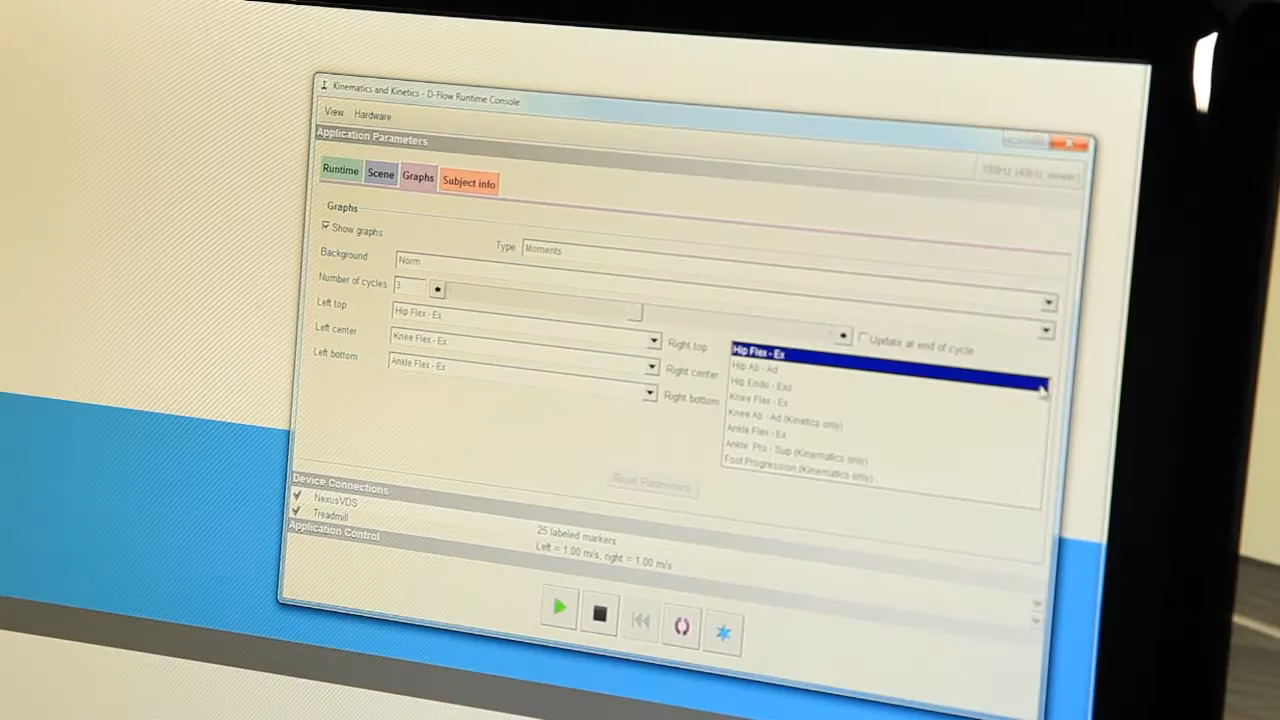 Kinematics and Kinetics - D-Flow Runtime Console
View Hardware
Application Parameters
Runtime Scene Graphs Subject info
Graphs
Show graphs
Type Moments
Background Norm
Number of cycles 3
Update at end of cycle
Left top Hip Flex - Ex
Right top Hip Flex - Ex
Left center Knee Flex - Ex
Right center
Left bottom Ankle Flex - Ex
Right bottom
Hip Ab - Ad
Hip Endo - Exo
Knee Flex - Ex
Knee Ab - Ad (Kinetics only)
Ankle Flex - Ex
Ankle Pro - Sup (Kinematics only)
Foot Progression (Kinematics only)
Reset Parameters
Device Connections
NexusVDS
25 labeled markers
Treadmill
Left = 1.00 m/s, right = 1.00 m/s
Application Control